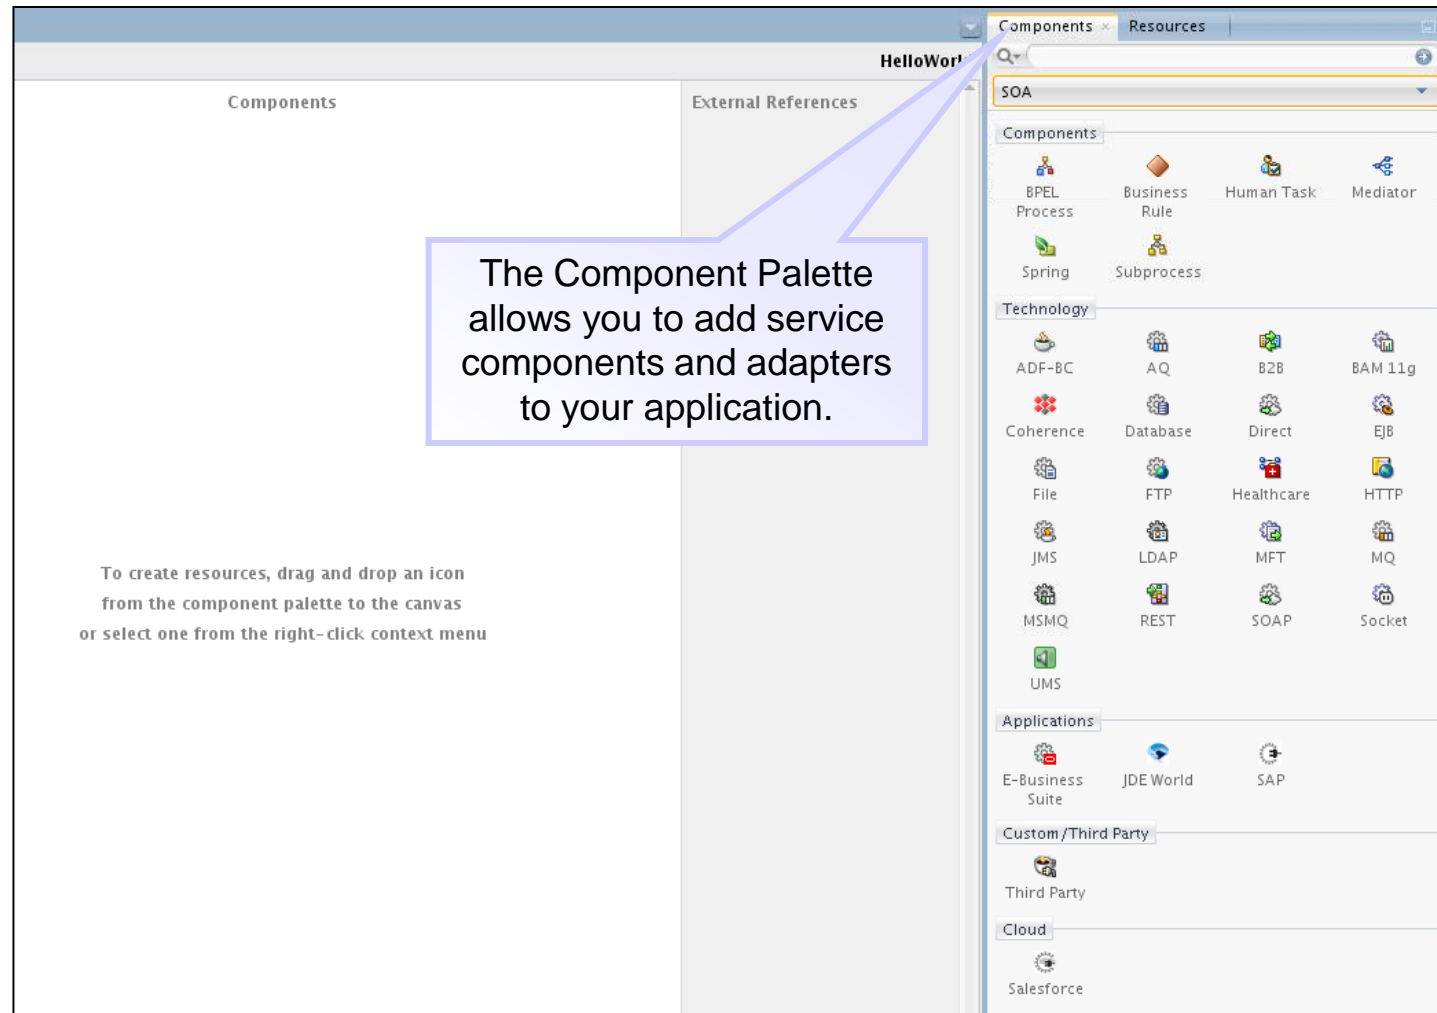 Components
Resources
HelloWorl
Components
External References
To create resources, drag and drop an icon
from the component palette to the canvas
or select one from the right-click context menu
The Component Palette
allows you to add service
components and adapters
to your application.
SOA
Components
BPEL
Process
Business
Rule
Human Task
Mediator
Spring
Subprocess
Technology
ADF-BC
AQ
B2B
BAM 11g
Coherence
Database
Direct
EJB
File
FTP
Healthcare
HTTP
JMS
LDAP
MFT
MQ
MSMQ
REST
SOAP
Socket
UMS
Applications
E-Business
Suite
JDE World
SAP
Custom/Third Party
Third Party
Cloud
Salesforce